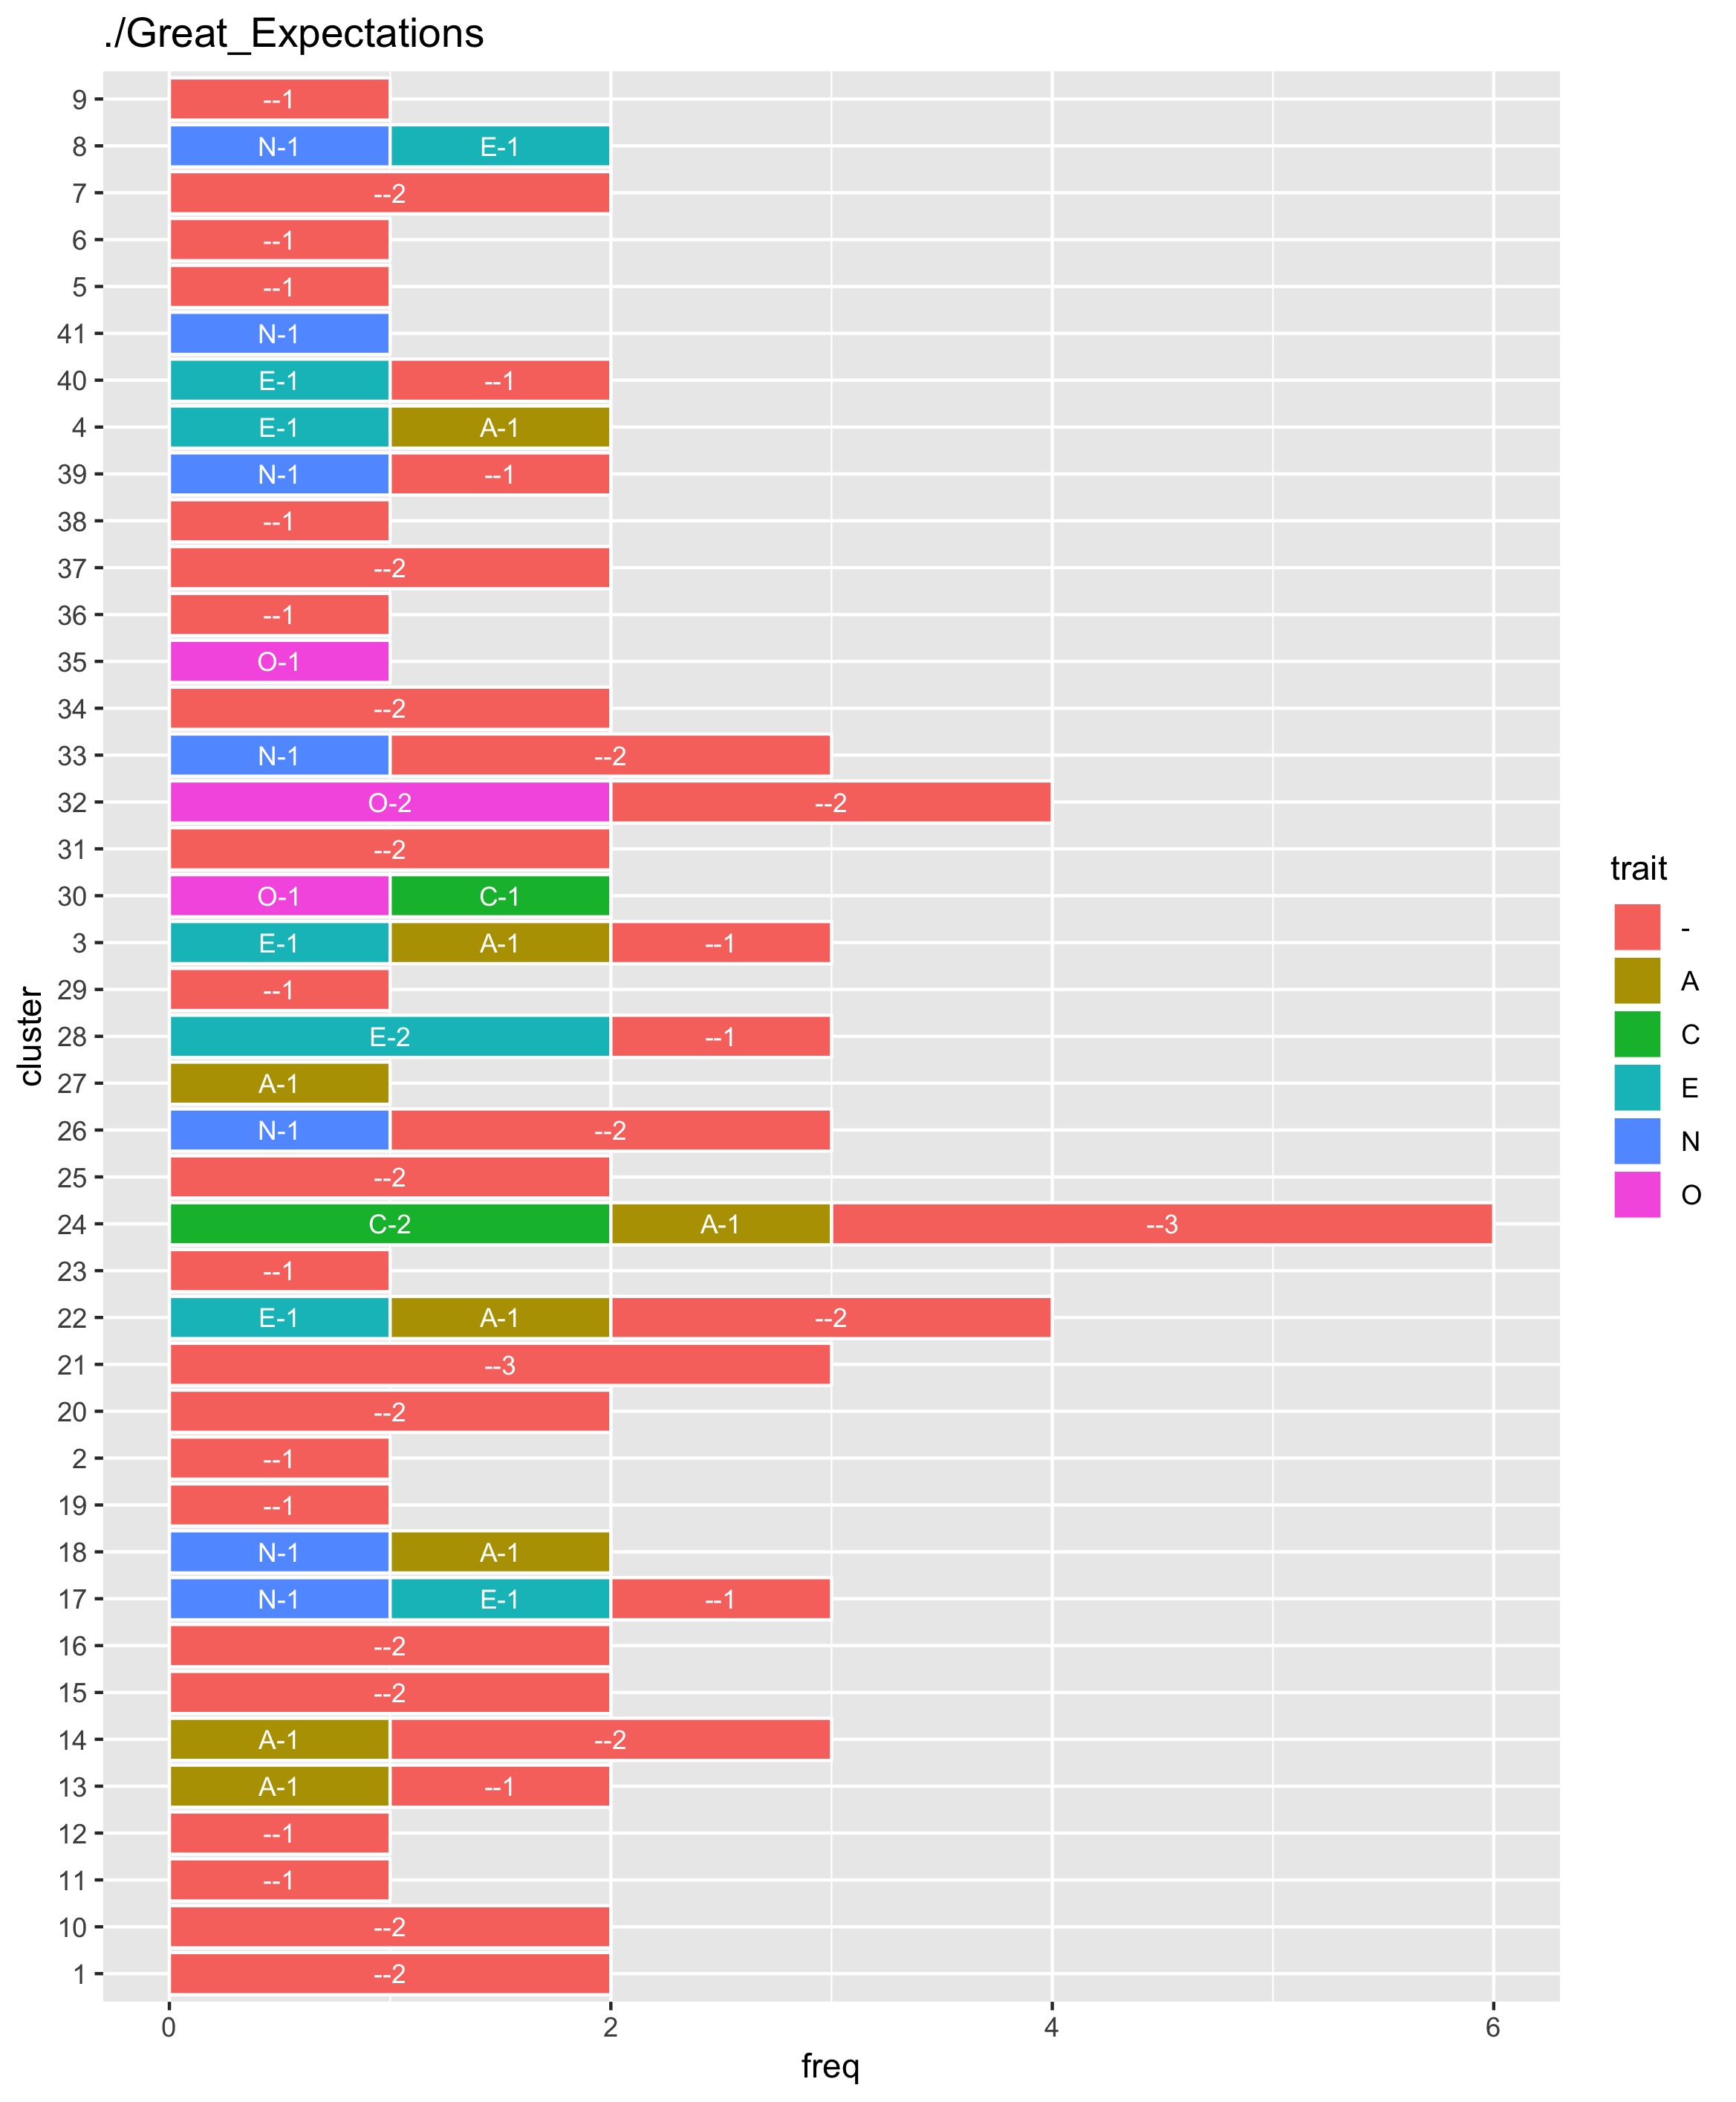 ./Great_Expectations
9 --1
8 N-1 E-1
7 --2
6 --1
5 --1
41 N-1
40 E-1 --1
4 E-1 A-1
39 N-1 --1
38 --1
37 --2
36 --1
35 O-1
34 --2
33 N-1 --2
32 O-2 --2
31 --2
30 O-1 C-1
3 E-1 A-1 --1
29 --1
28 E-2 --1
27 A-1
26 N-1 --2
25 --2
24 C-2 A-1 --3
23 --1
22 E-1 A-1 --2
21 --3
20 --2
2 --1
19 --1
18 N-1 A-1
17 N-1 E-1 --1
16 --2
15 --2
14 A-1 --2
13 A-1 --1
12 --1
11 --1
10 --2
1 --2
0 2 4 6
freq
cluster
trait
-
A
C
E
N
O